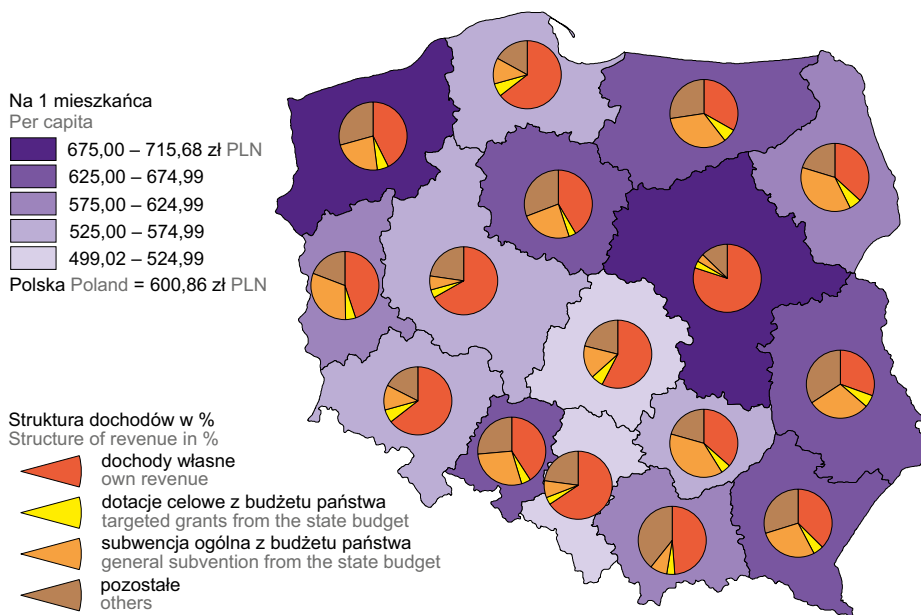 Na 1 mieszkańca
Per capita
675,00 – 715,68 zł PLN
625,00 – 674,99
575,00 – 624,99
525,00 – 574,99
499,02 – 524,99
Polska Poland = 600,86 zł PLN
Struktura dochodów w %
Structure of revenue in %
dochody własne
own revenue
dotacje celowe z budżetu państwa
targeted grants from the state budget
subwencja ogólna z budżetu państwa
general subvention from the state budget
pozostałe
others